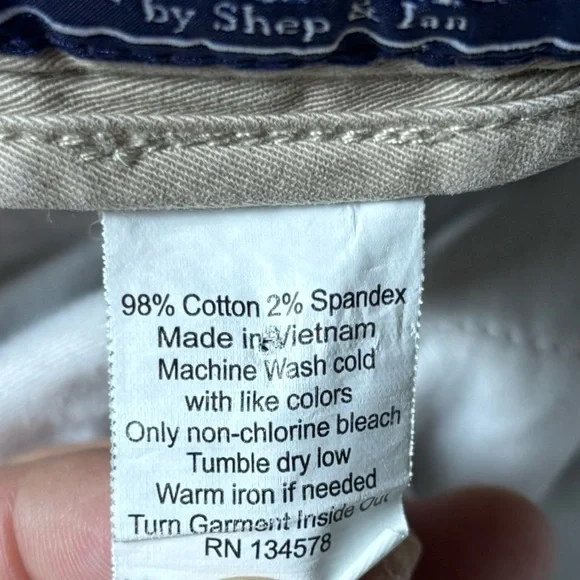 by Shep & Jan
98% Cotton 2% Spandex
Made in Vietnam
Machine Wash cold
with like colors
Only non-chlorine bleach
Tumble dry low
Warm iron if needed
Turn Garment Inside Out
RN 134578